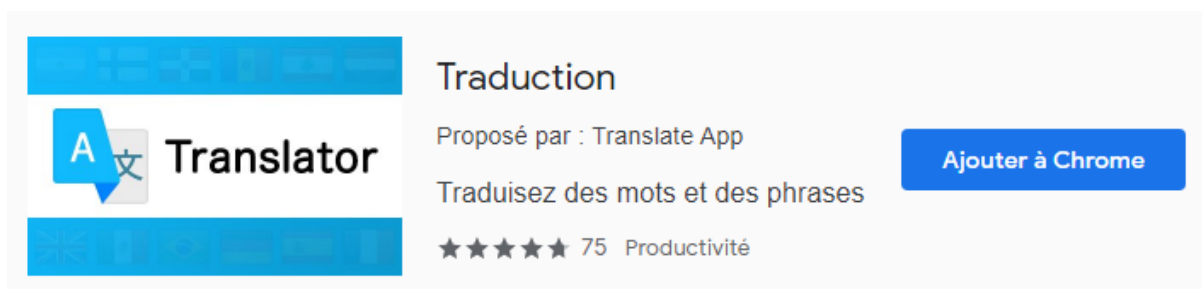 A
文
Translator
Traduction
Proposé par : Translate App
Traduisez des mots et des phrases
75 Productivité
Ajouter à Chrome